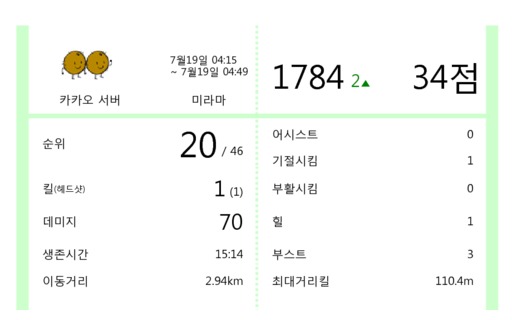 7월19일 04:15
~ 7월19일 04:49
카카오 서버 미라마
1784 2▲ 34점
순위 20 / 46
킬(헤드샷) 1 (1)
데미지 70
생존시간 15:14
이동거리 2.94km
어시스트 0
기절시킴 1
부활시킴 0
힐 1
부스트 3
최대거리킬 110.4m